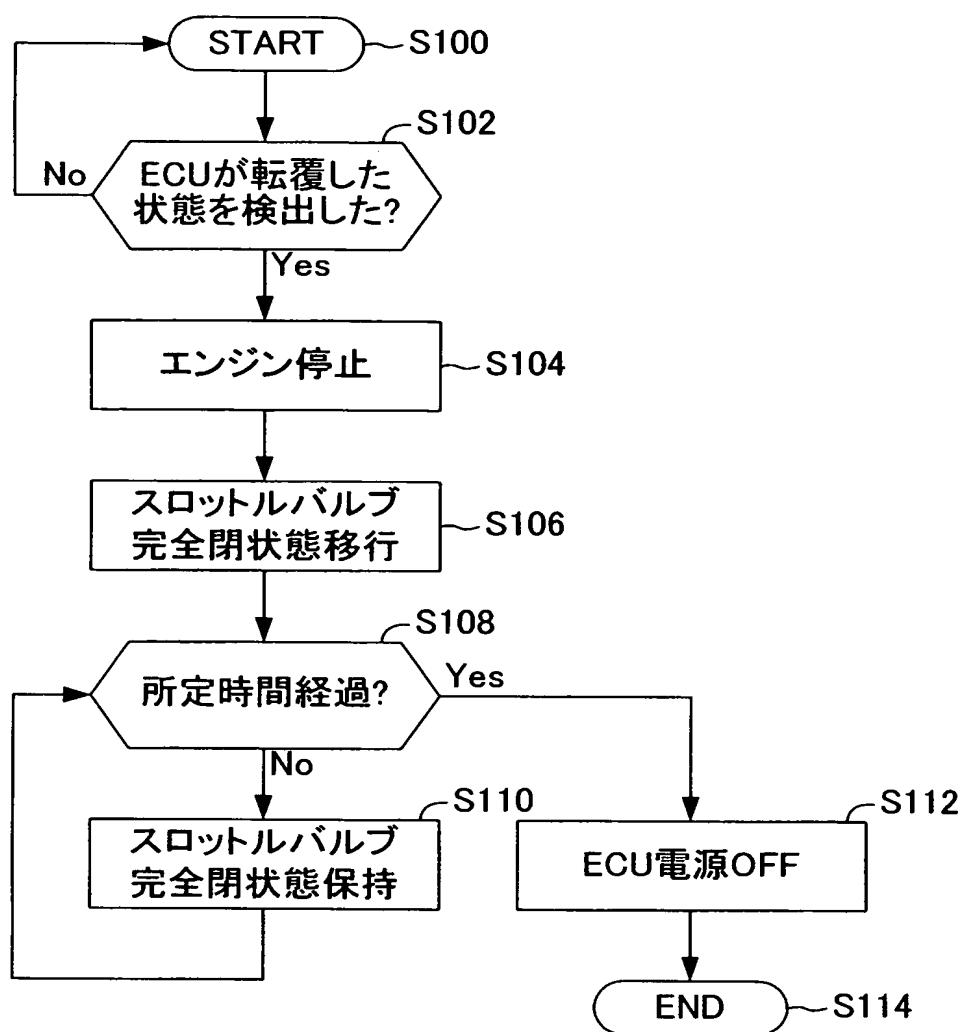 START
S100
S102
No
ECUが転覆した
状態を検出した?
Yes
エンジン停止
S104
スロットルバルブ
完全閉状態移行
S106
S108
所定時間経過?
Yes
No
S110
スロットルバルブ
完全閉状態保持
S112
ECU電源OFF
END
S114